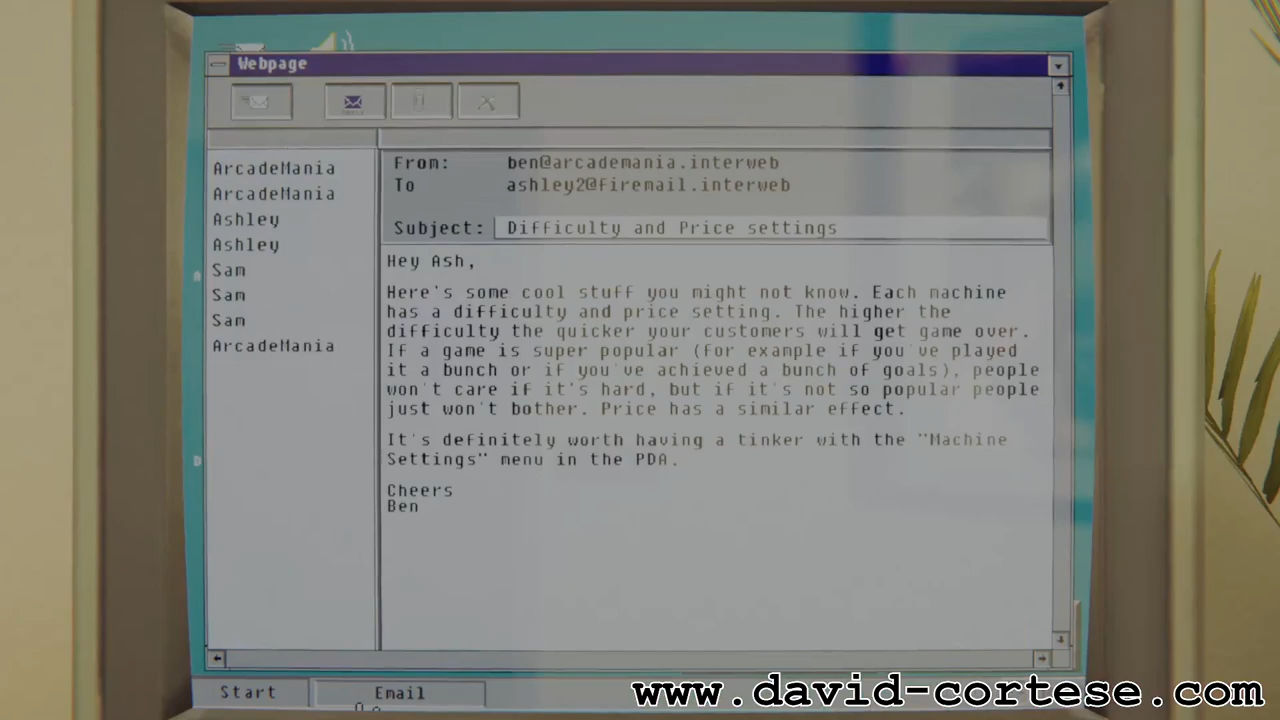 Webpage
ArcadeMania
ArcadeMania
Ashley
Ashley
Sam
Sam
Sam
ArcadeMania
From: ben@arcademania.interweb
To ashley2@firemail.interweb
Subject: Difficulty and Price settings
Hey Ash,
Here's some cool stuff you might not know. Each machine
has a difficulty and price setting. The higher the
difficulty the quicker your customers will get game over.
If a game is super popular (for example if you've played
it a bunch or if you've achieved a bunch of goals), people
won't care if it's hard, but if it's not so popular people
just won't bother. Price has a similar effect.
It's definitely worth having a tinker with the "Machine
Settings" menu in the PDA.
Cheers
Ben
Start
Email
www.david-cortese.com